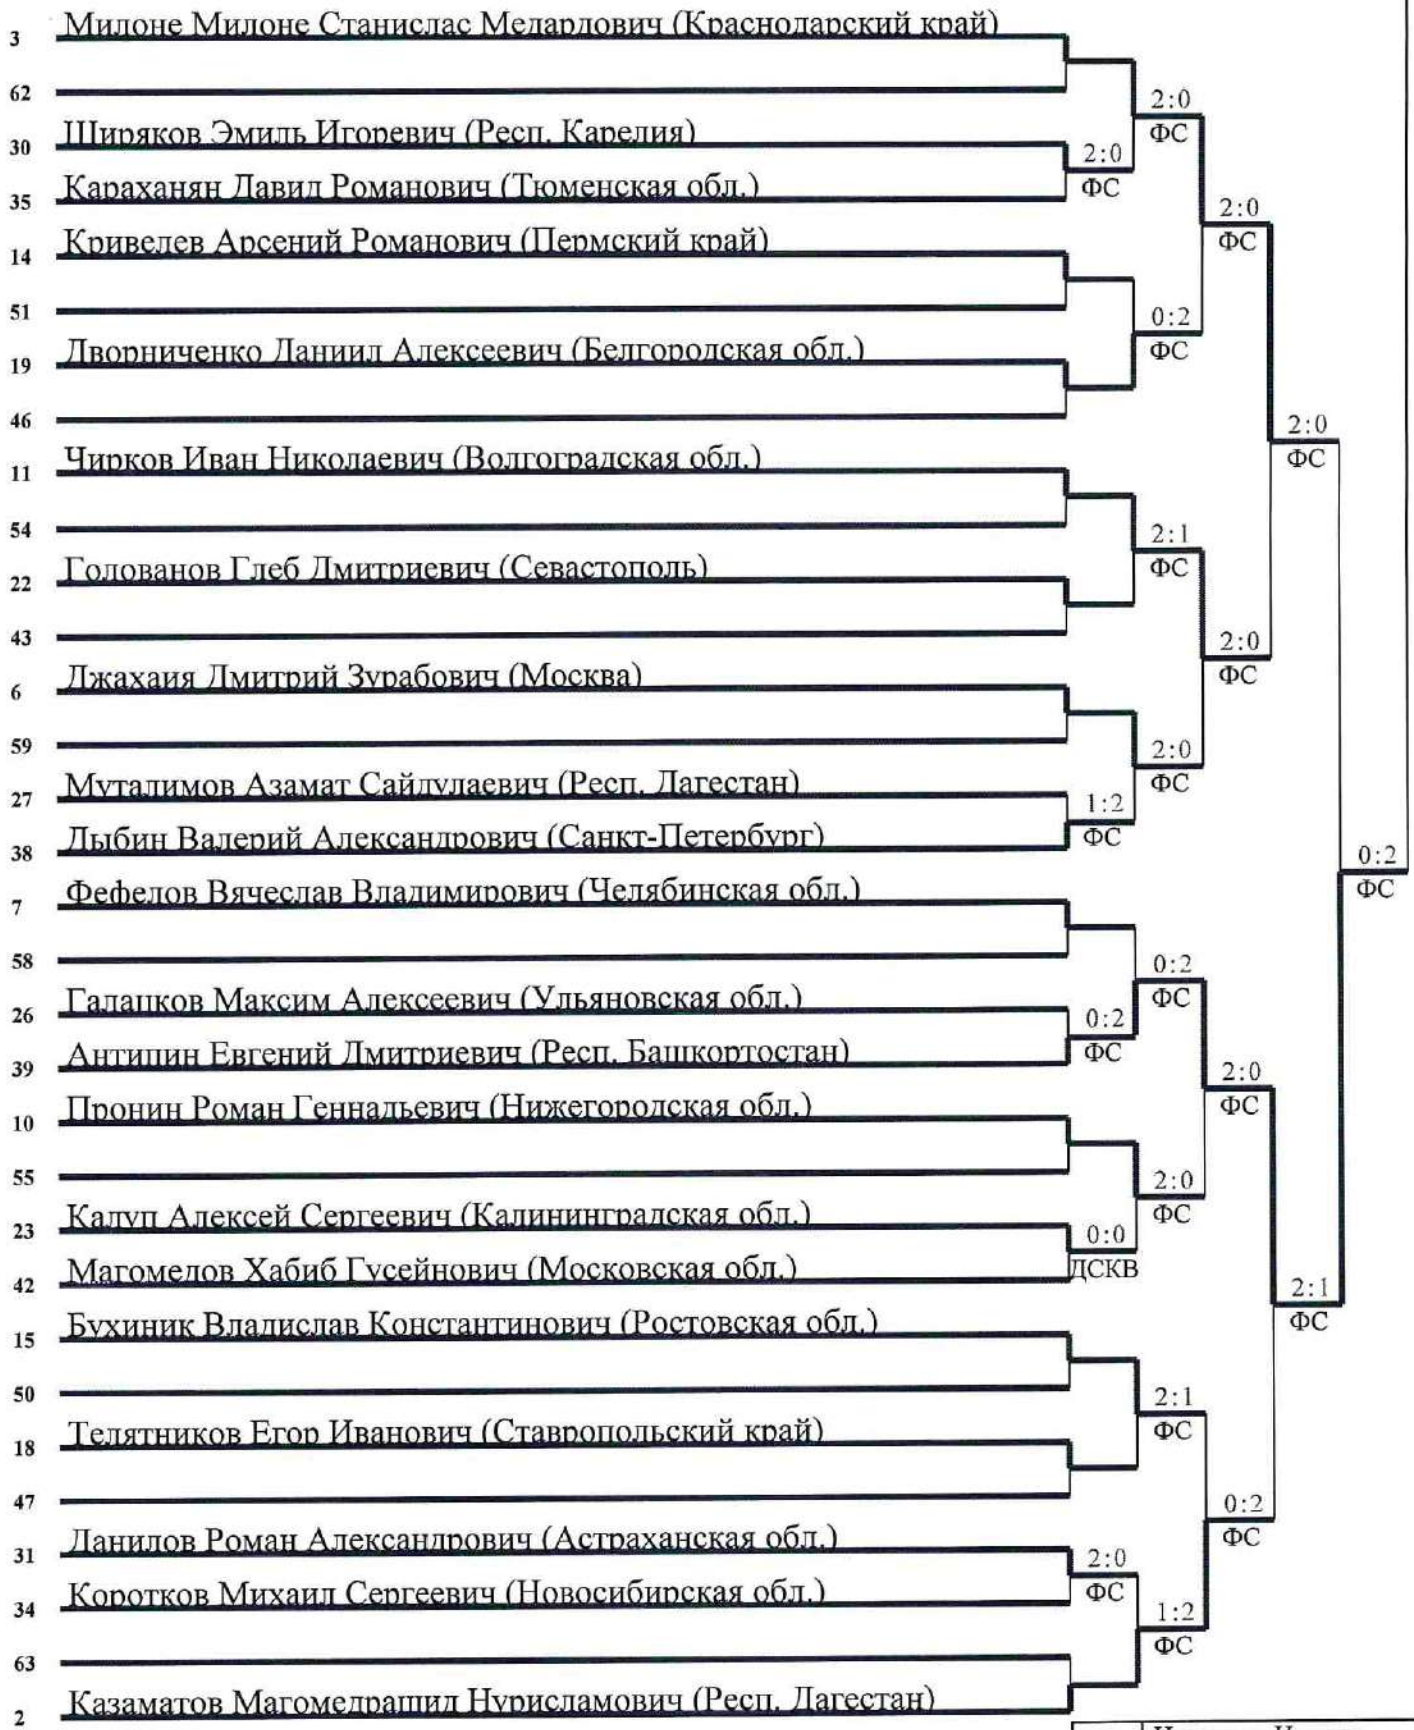 3 Милоне Милоне Станислас Медардович (Краснодарский край)
62
2:0
30 Ширяков Эмиль Игоревич (Респ. Карелия)
ФС
2:0
35 Караханян Давид Романович (Тюменская обл.)
ФС
2:0
14 Кривелев Арсений Романович (Пермский край)
ФС
51
0:2
19 Дворниченко Даниил Алексеевич (Белгородская обл.)
ФС
46
2:0
11 Чирков Иван Николаевич (Волгоградская обл.)
ФС
54
2:1
22 Голованов Глеб Дмитриевич (Севастополь)
ФС
43
2:0
6 Джахаия Дмитрий Зурабович (Москва)
ФС
59
2:0
27 Муталимов Азамат Сайдулаевич (Респ. Дагестан)
ФС
1:2
38 Дыбин Валерий Александрович (Санкт-Петербург)
ФС
0:2
7 Фефелов Вячеслав Владимирович (Челябинская обл.)
ФС
58
0:2
26 Галацков Максим Алексеевич (Ульяновская обл.)
ФС
0:2
39 Антипин Евгений Дмитриевич (Респ. Башкортостан)
ФС
2:0
10 Пронин Роман Геннадьевич (Нижегородская обл.)
ФС
55
2:0
23 Калуп Алексей Сергеевич (Калининградская обл.)
ФС
0:0
42 Магомедов Хабиб Гусейнович (Московская обл.)
ДСКВ
2:1
15 Бухиник Владислав Константинович (Ростовская обл.)
ФС
50
2:1
18 Телятников Егор Иванович (Ставропольский край)
ФС
47
0:2
31 Данилов Роман Александрович (Астраханская обл.)
ФС
2:0
34 Коротков Михаил Сергеевич (Новосибирская обл.)
ФС
1:2
63
ФС
2 Казаматов Магомедрашид Нурисламович (Респ. Дагестан)